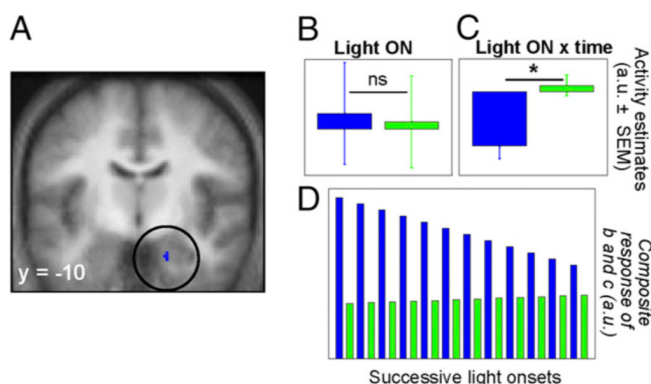 A
y = -10
B
Light ON
ns
C
Light ON x time
*
Activity estimates
(a.u. ± SEM)
D
Composite
response of
b and c (a.u.)
Successive light onsets